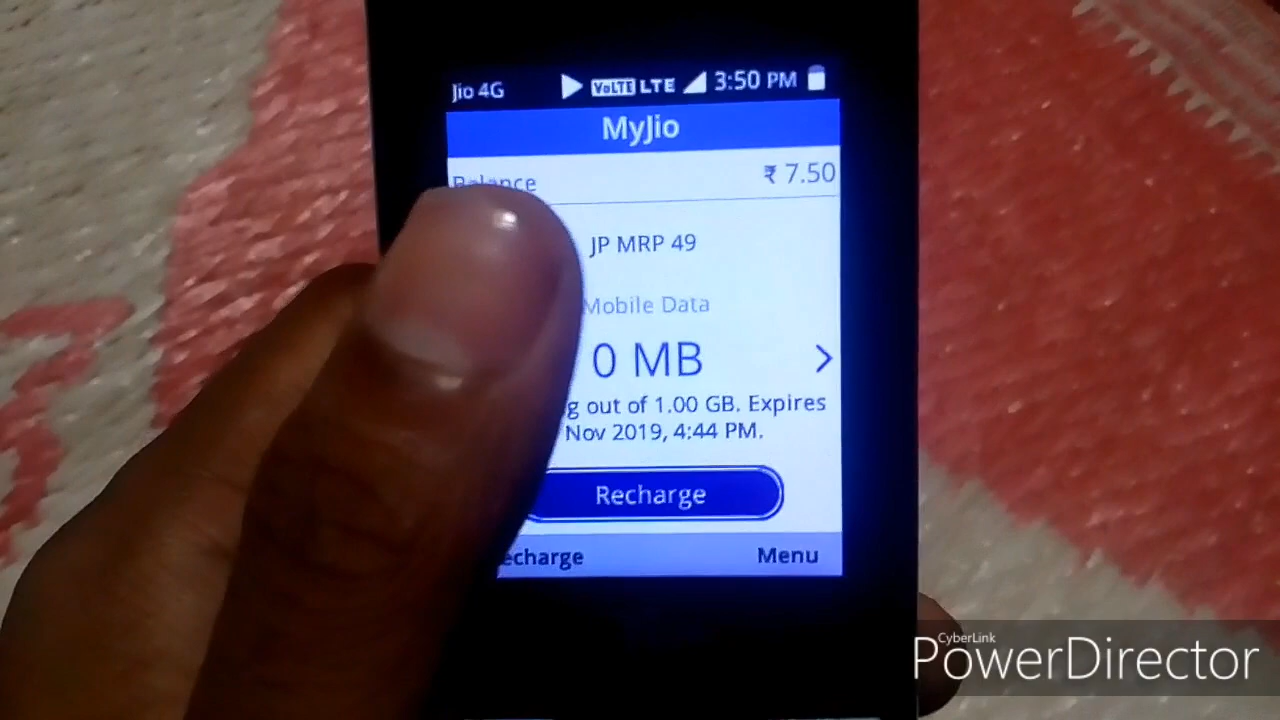 Jio 4G VoLTE LTE 3:50 PM
MyJio
Balance ₹ 7.50
JP MRP 49
Mobile Data
0 MB
out of 1.00 GB. Expires
Nov 2019, 4:44 PM.
Recharge
Menu
CyberLink
PowerDirector